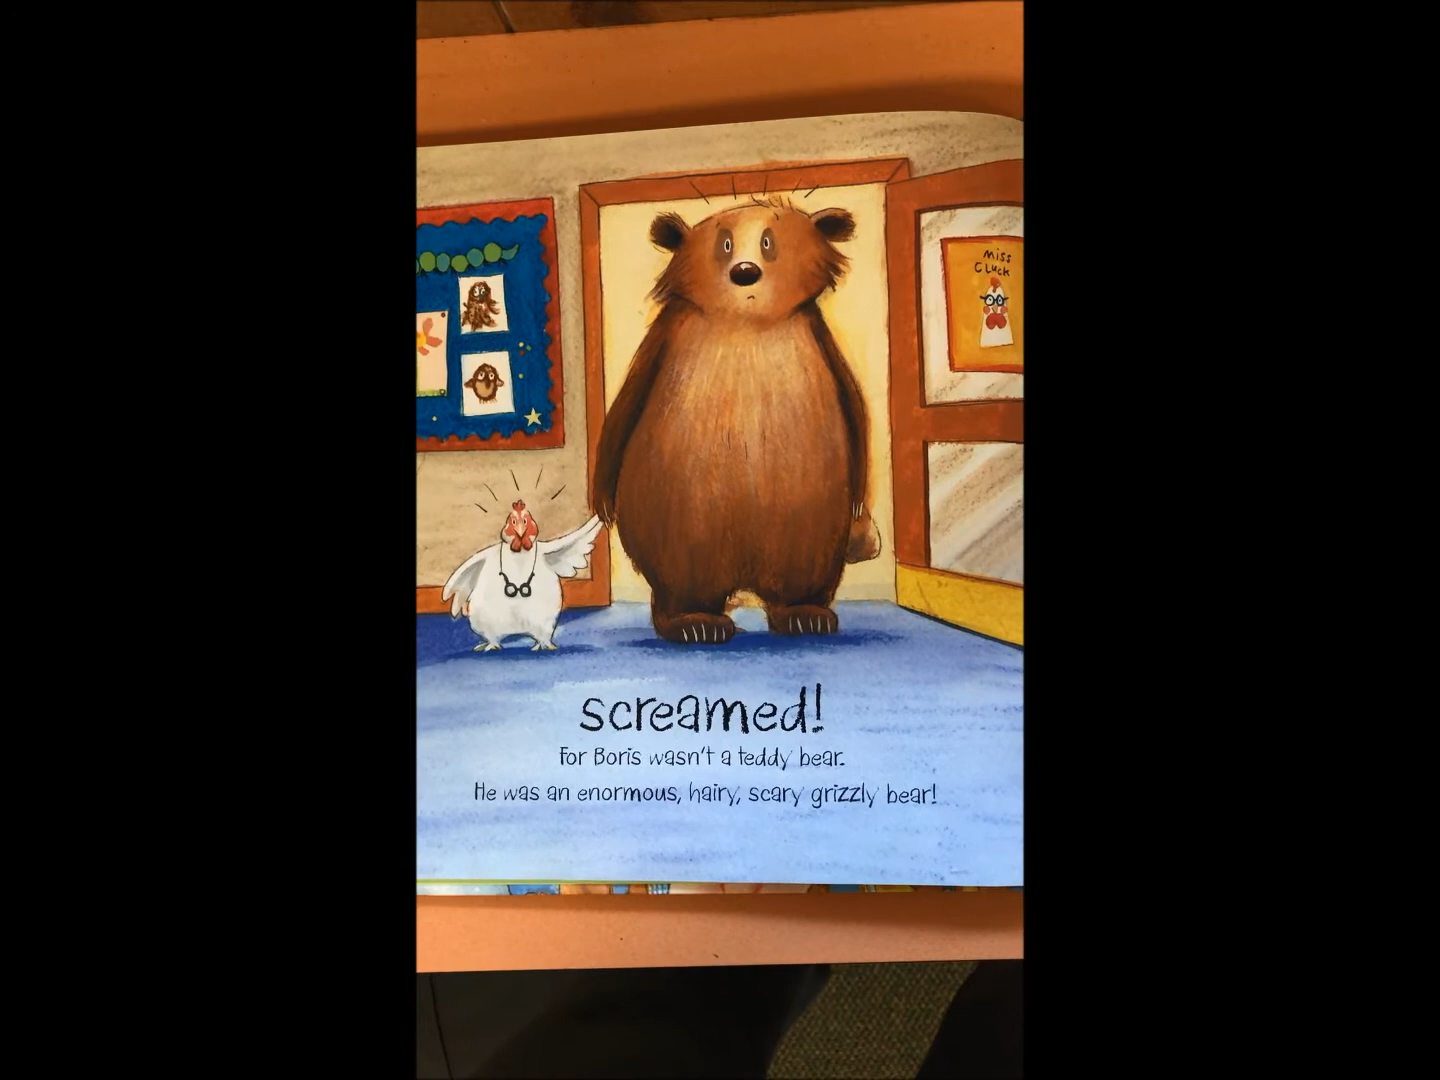 Miss
Cluck
screamed!
For Boris wasn't a teddy bear.
He was an enormous, hairy, scary grizzly bear!